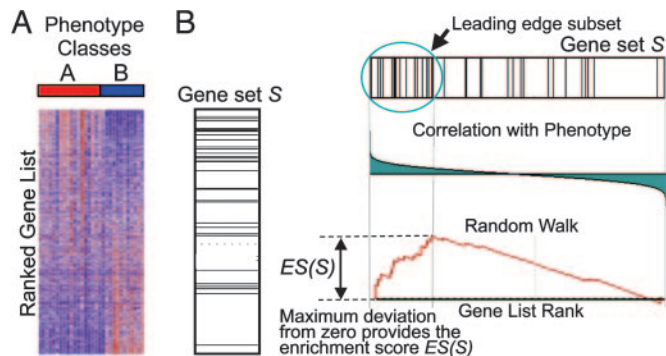 A
Phenotype
Classes
A B
Ranked Gene List
B
Gene set S
Leading edge subset
Gene set S
Correlation with Phenotype
Random Walk
ES(S)
Gene List Rank
Maximum deviation
from zero provides the
enrichment score ES(S)